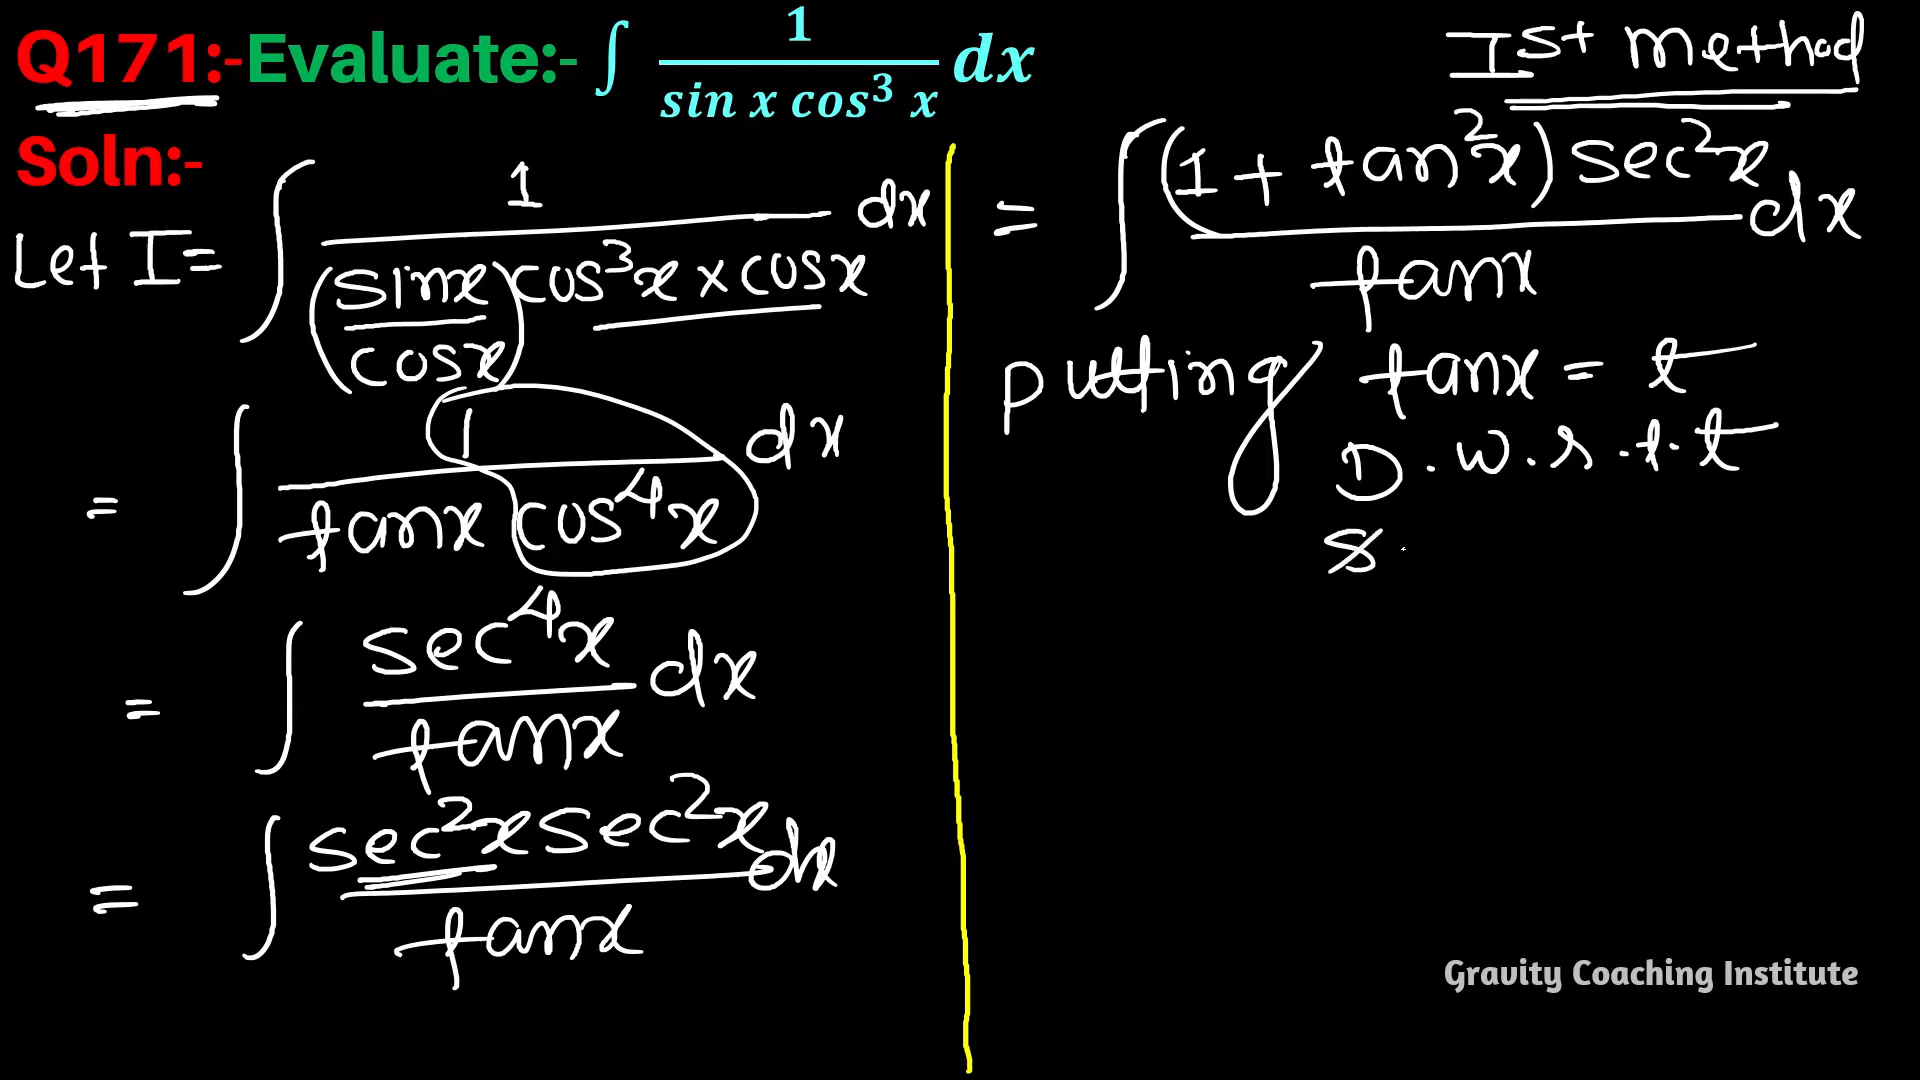 Q171:-Evaluate:- ∫ 1/(sin x cos³ x) dx
Soln:-
Let I = ∫ 1/((sinx/cosx) cos³x × cosx) dx
= ∫ 1/(tanx cos⁴x) dx
= ∫ sec⁴x/tanx dx
= ∫ sec²x sec²x/tanx dx
Ist method
= ∫ (1 + tan²x) sec²x/tanx dx
putting tanx = t
D.w.r.t.t
s
Gravity Coaching Institute